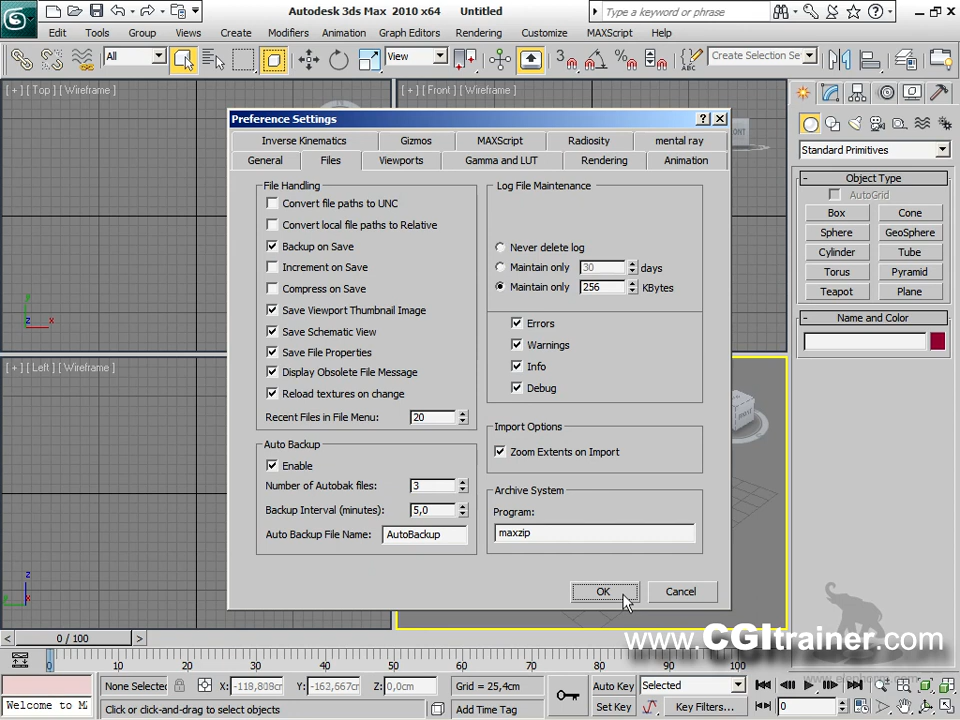 Autodesk 3ds Max 2010 x64 Untitled
Type a keyword or phrase
Edit Tools Group Views Create Modifiers Animation Graph Editors Rendering Customize MAXScript Help
All View 3 Create Selection Se
[ + ] [ Top ] [ Wireframe ]
[ + ] [ Front ] [ Wireframe ]
Preference Settings
Inverse Kinematics Gizmos MAXScript Radiosity mental ray
General Files Viewports Gamma and LUT Rendering Animation
File Handling
Convert file paths to UNC
Convert local file paths to Relative
Backup on Save
Increment on Save
Compress on Save
Save Viewport Thumbnail Image
Save Schematic View
Save File Properties
Display Obsolete File Message
Reload textures on change
Recent Files in File Menu: 20
Auto Backup
Enable
Number of Autobak files: 3
Backup Interval (minutes): 5,0
Auto Backup File Name: AutoBackup
Log File Maintenance
Never delete log
Maintain only 30 days
Maintain only 256 KBytes
Errors
Warnings
Info
Debug
Import Options
Zoom Extents on Import
Archive System
Program:
maxzip
OK Cancel
Standard Primitives
Object Type
AutoGrid
Box Cone
Sphere GeoSphere
Cylinder Tube
Torus Pyramid
Teapot Plane
Name and Color
y
z x
[ + ] [ Left ] [ Wireframe ]
z
y x
0 / 100
www.CGItrainer.com
0 10 20 30 40 50 60 70 80 90 100
None Selected X: -118,808cm Y: -162,667cm Z: 0,0cm Grid = 25,4cm Auto Key Selected
Welcome to M Click or click-and-drag to select objects Add Time Tag Set Key Key Filters... 0